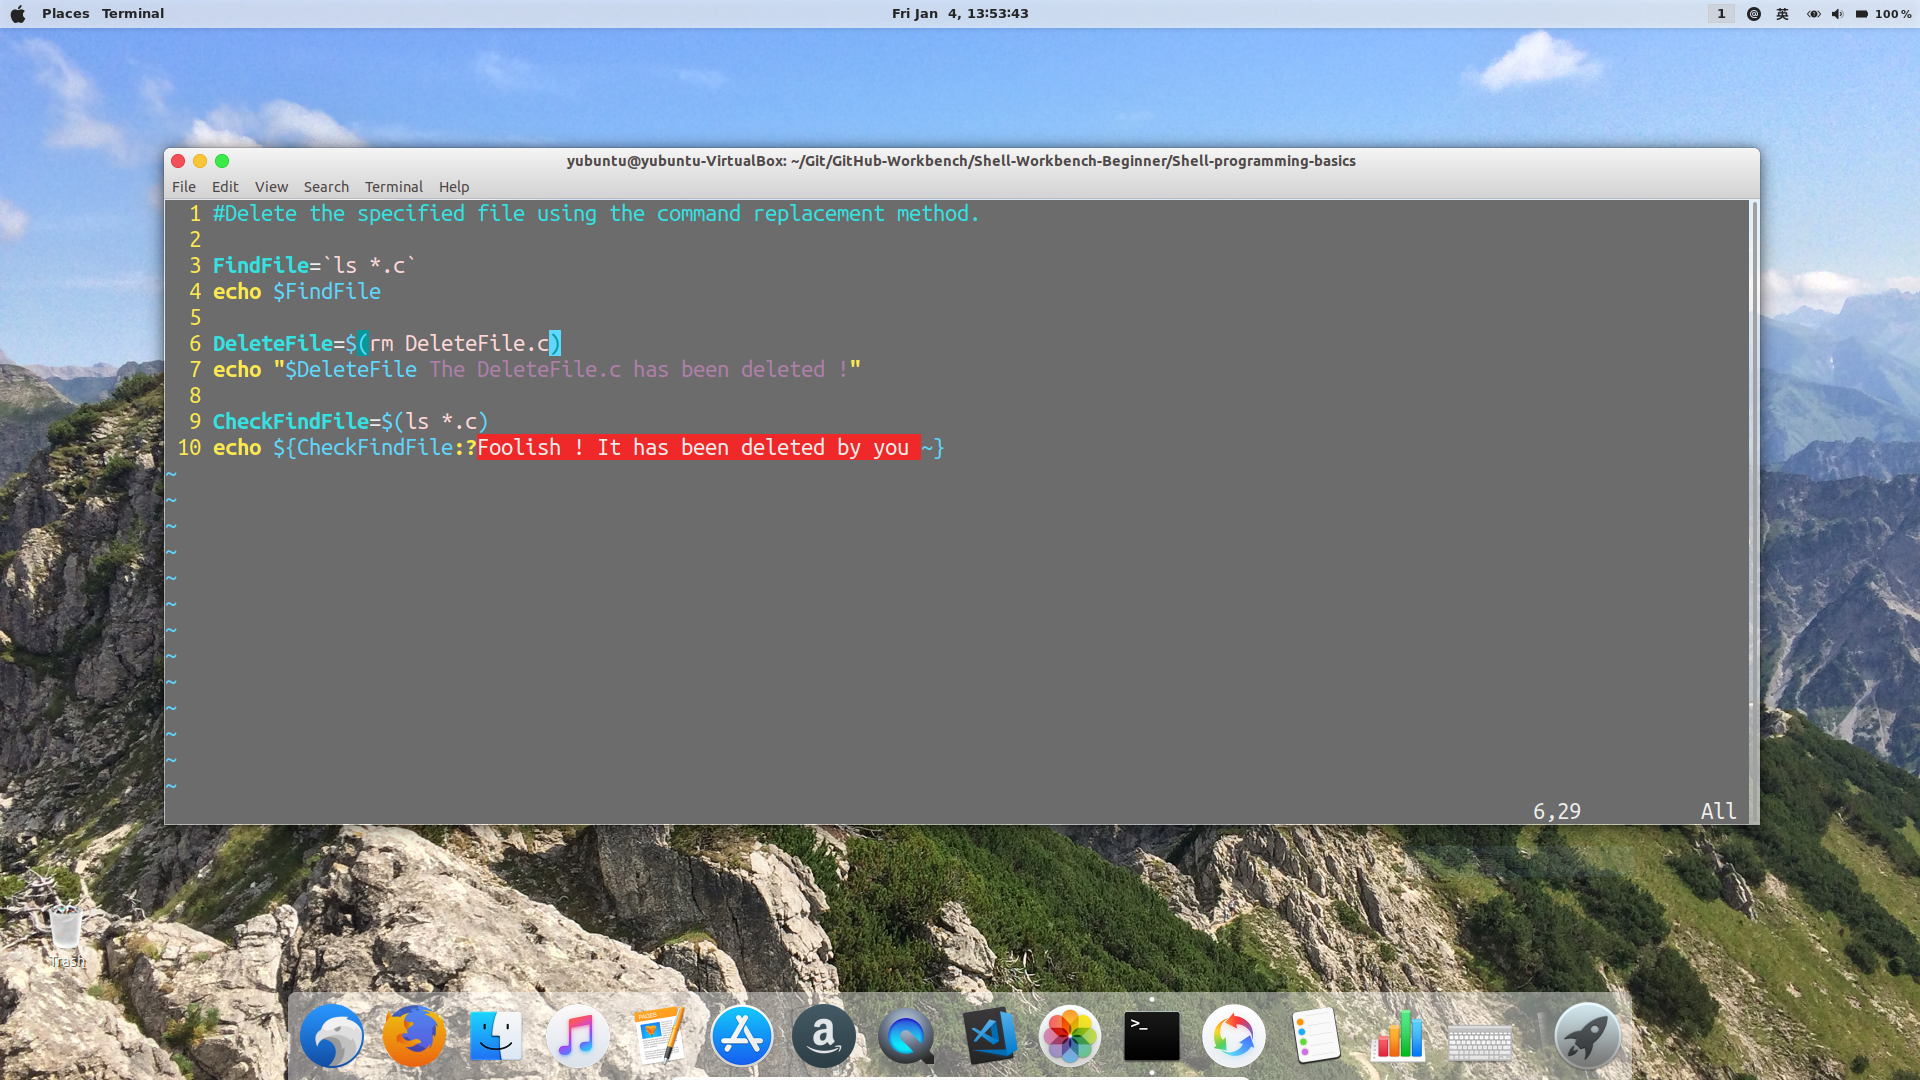 Places Terminal
Fri Jan 4, 13:53:43
1 英 100 %
yubuntu@yubuntu-VirtualBox: ~/Git/GitHub-Workbench/Shell-Workbench-Beginner/Shell-programming-basics
File Edit View Search Terminal Help
1 #Delete the specified file using the command replacement method.
2
3 FindFile=`ls *.c`
4 echo $FindFile
5
6 DeleteFile=$(rm DeleteFile.c)
7 echo "$DeleteFile The DeleteFile.c has been deleted !"
8
9 CheckFindFile=$(ls *.c)
10 echo ${CheckFindFile:?Foolish ! It has been deleted by you ~}
~
~
~
~
~
~
~
~
~
~
~
~
~
6,29 All
Trash
PAGES
a
>_